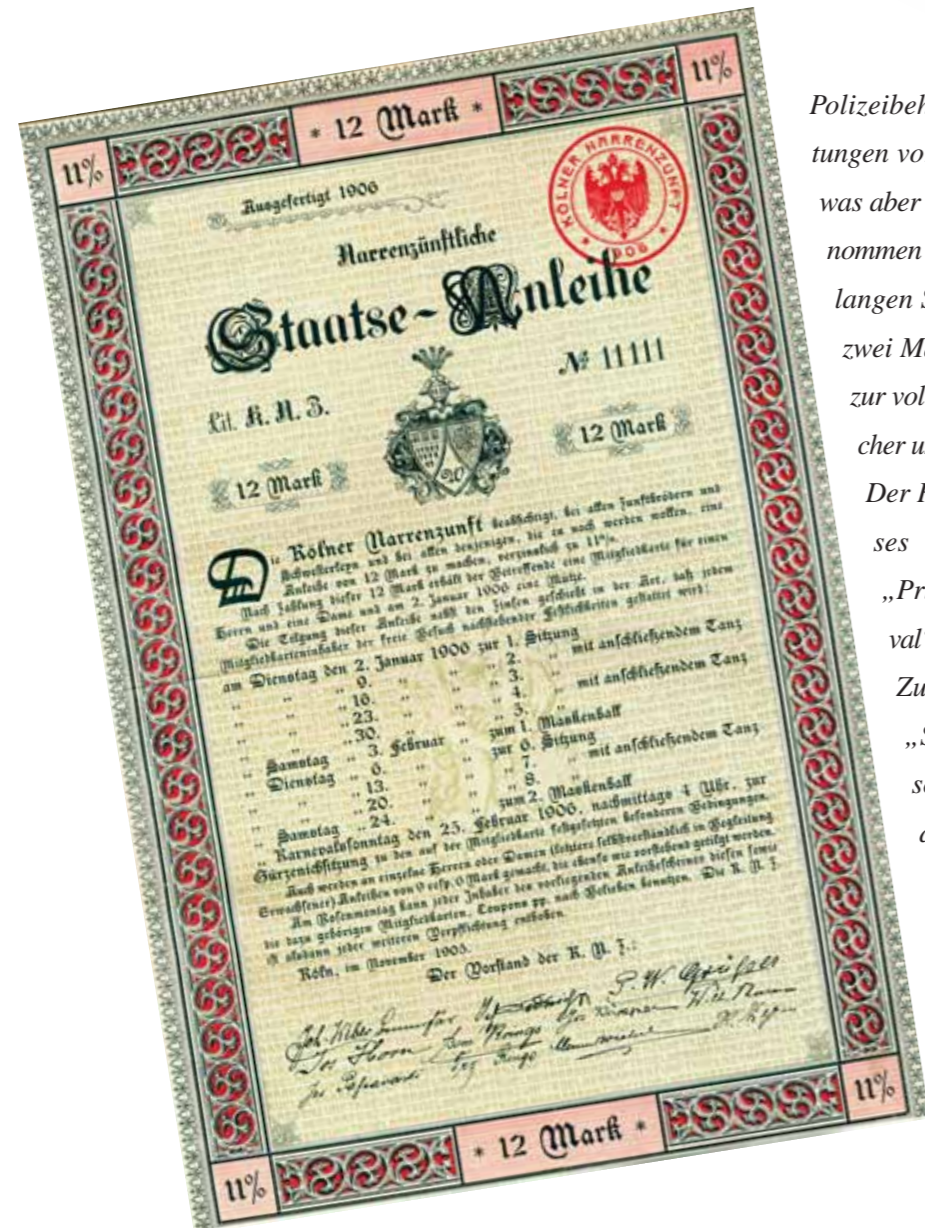 11%
* 12 Mark *
11%
Ausgefertigt 1906
KÖLNER NARRENZUNFT
1906
Narrenzünftliche
Staatse-Anleihe
Lit. K. N. Z.
№ 11111
12 Mark
12 Mark
Die Kölner Narrenzunft beabsichtigt, bei allen Zunftbrödern und
Schwesterleyn und bei allen denjenigen, die es noch werden wollen, eine
Anleihe von 12 Mark zu machen, verzinslich zu 11%.
Nach Zahlung dieser 12 Mark erhält der Betreffende eine Mitgliedkarte für einen
Herrn und eine Dame und am 2. Januar 1906 eine Mütze.
Die Tilgung dieser Anleihe nebst den Zinsen geschieht in der Art, daß jedem
Mitgliedkarteninhaber der freie Besuch nachstehender Festlichkeiten gestattet wird:
am Dienstag den 2. Januar 1906 zur 1. Sitzung
„ „ „ 9. „ „ „ 2. „ mit anschließendem Tanz
„ „ „ 16. „ „ „ 3. „
„ „ „ 23. „ „ „ 4. „ mit anschließendem Tanz
„ „ „ 30. „ „ „ 5. „
„ Samstag „ 3. Februar „ zum 1. Maskenball
„ Dienstag „ 6. „ „ zur 6. Sitzung
„ „ „ 13. „ „ „ 7. „ mit anschließendem Tanz
„ „ „ 20. „ „ „ 8. „
„ Samstag „ 24. „ „ zum 2. Maskenball
„ Karnevalssonntag den 25. Februar 1906, nachmittags 4 Uhr, zur
Gürzenichsitzung zu den auf der Mitgliedkarte festgesetzten besonderen Bedingungen.
Auch werden an einzelne Herren oder Damen (letztere selbstverständlich in Begleitung
Erwachsener) Anleihen von 9 resp. 6 Mark gemacht, die ebenso wie vorstehend getilgt werden.
Am Rosenmontag kann jeder Inhaber des vorliegenden Anleihescheines diesen sowie
die dazu gehörigen Mitgliedkarten, Coupons pp. nach Belieben benutzen. Die K. N. Z.
ist alsdann jeder weiteren Verpflichtung enthoben.
Köln, im November 1905.
Der Vorstand der K. N. Z.:
Jos Horn
11%
* 12 Mark *
11%
Polizeibeh
tungen vo
was aber
nommen
langen S
zwei M
zur vol
cher u
Der
ses
„Pr
val
Zu
„S